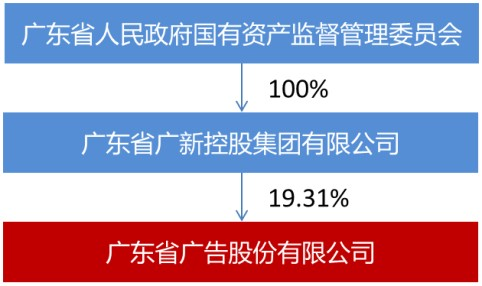 广东省人民政府国有资产监督管理委员会
100%
广东省广新控股集团有限公司
19.31%
广东省广告股份有限公司